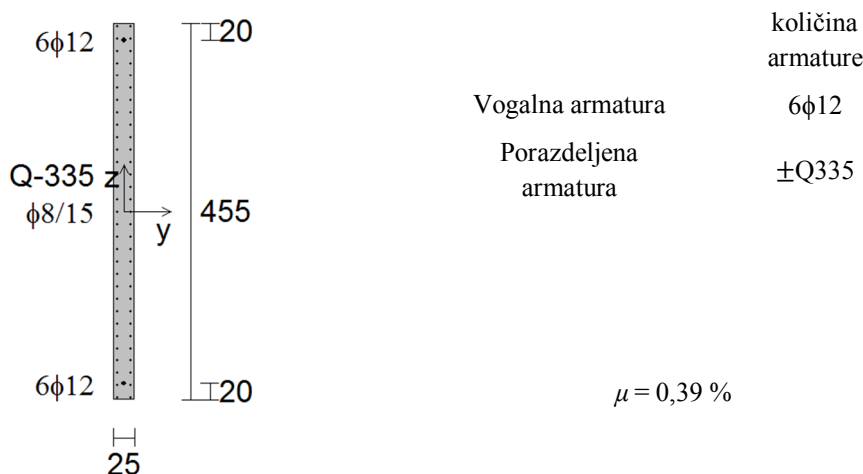 6ϕ12
20
Q-335 z
ϕ8/15
y
455
6ϕ12
20
25
količina
armature
Vogalna armatura 6ϕ12
Porazdeljena
armatura
±Q335
μ = 0,39 %